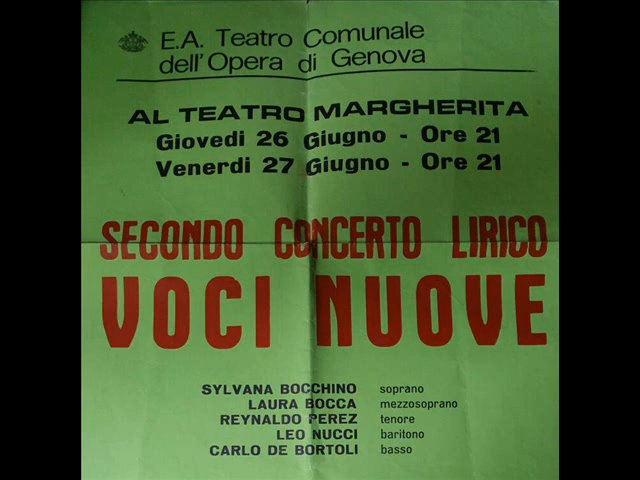 E.A. Teatro Comunale
dell'Opera di Genova
AL TEATRO MARGHERITA
Giovedi 26 Giugno - Ore 21
Venerdi 27 Giugno - Ore 21
SECONDO CONCERTO LIRICO
VOCI NUOVE
SYLVANA BOCCHINO soprano
LAURA BOCCA mezzosoprano
REYNALDO PEREZ tenore
LEO NUCCI baritono
CARLO DE BORTOLI basso